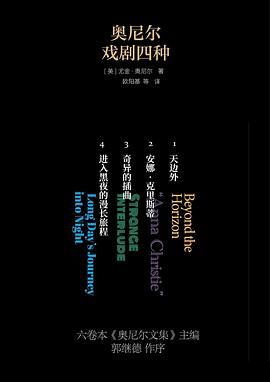 奥尼尔
戏剧四种
[美] 尤金·奥尼尔 著
欧阳基 等 译
1 天边外
Beyond the
Horizon
2 安娜·克里斯蒂
"Anna Christie"
3 奇异的插曲
STRANGE
INTERLUDE
4 进入黑夜的漫长旅程
Long Day's Journey
into Night
六卷本《奥尼尔文集》主编
郭继德 作序